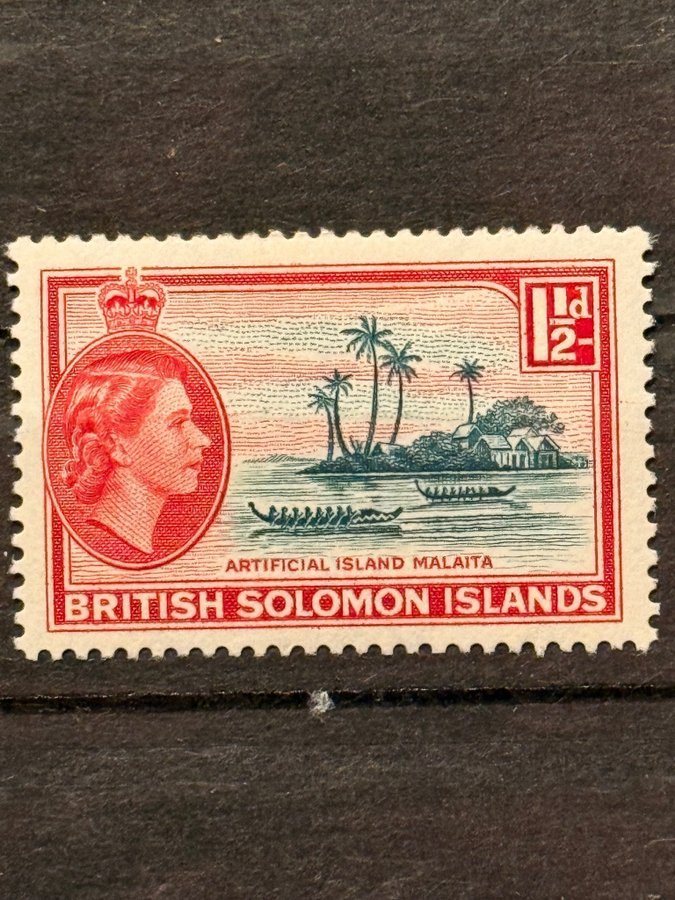 1½d
ARTIFICIAL ISLAND MALAITA
BRITISH SOLOMON ISLANDS